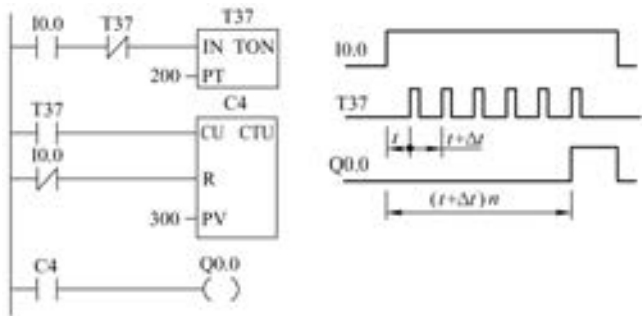 I0.0 T37 T37
IN TON
200 PT
T37 C4
CU CTU
I0.0
R
300 PV
C4 Q0.0
I0.0
T37
t t+Δt
Q0.0
(t+Δt)n